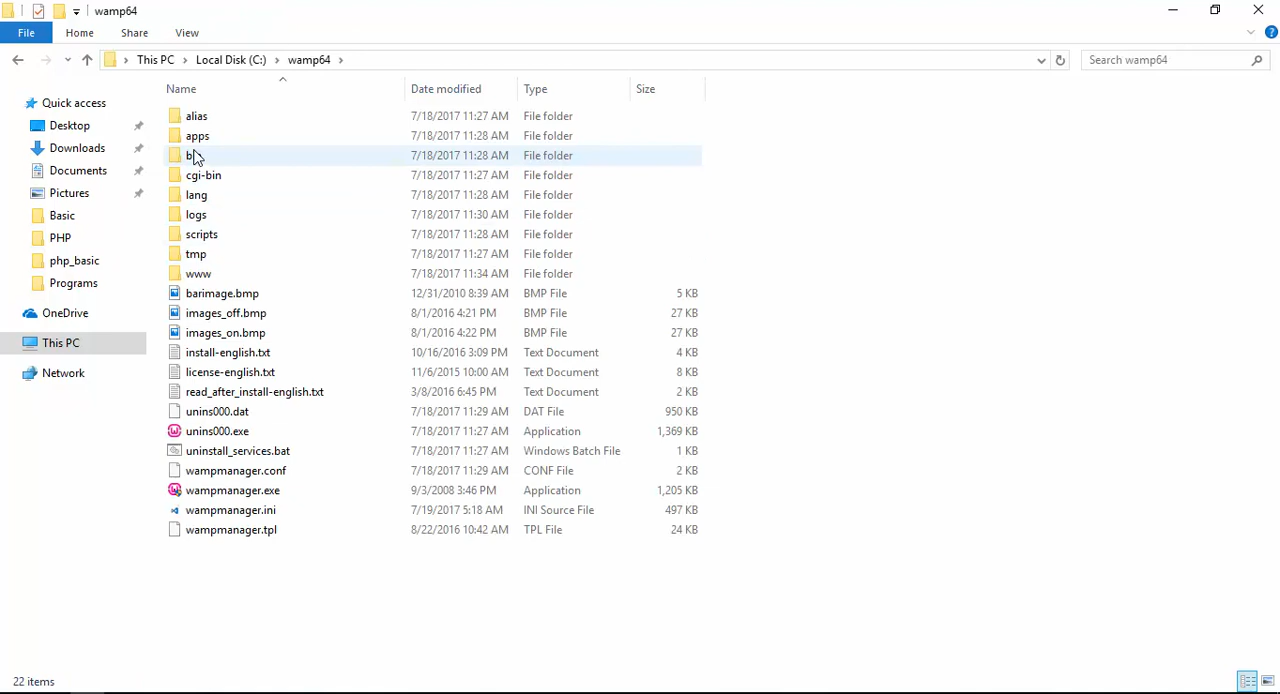 wamp64
File Home Share View
This PC Local Disk (C:) wamp64 Search wamp64
Name Date modified Type Size
Quick access
Desktop
Downloads
Documents
Pictures
Basic
PHP
php_basic
Programs
OneDrive
This PC
Network
alias 7/18/2017 11:27 AM File folder
apps 7/18/2017 11:28 AM File folder
7/18/2017 11:28 AM File folder
cgi-bin 7/18/2017 11:27 AM File folder
lang 7/18/2017 11:28 AM File folder
logs 7/18/2017 11:30 AM File folder
scripts 7/18/2017 11:28 AM File folder
tmp 7/18/2017 11:27 AM File folder
www 7/18/2017 11:34 AM File folder
barimage.bmp 12/31/2010 8:39 AM BMP File 5 KB
images_off.bmp 8/1/2016 4:21 PM BMP File 27 KB
images_on.bmp 8/1/2016 4:22 PM BMP File 27 KB
install-english.txt 10/16/2016 3:09 PM Text Document 4 KB
license-english.txt 11/6/2015 10:00 AM Text Document 8 KB
read_after_install-english.txt 3/8/2016 6:45 PM Text Document 2 KB
unins000.dat 7/18/2017 11:29 AM DAT File 950 KB
unins000.exe 7/18/2017 11:27 AM Application 1,369 KB
uninstall_services.bat 7/18/2017 11:27 AM Windows Batch File 1 KB
wampmanager.conf 7/18/2017 11:29 AM CONF File 2 KB
wampmanager.exe 9/3/2008 3:46 PM Application 1,205 KB
wampmanager.ini 7/19/2017 5:18 AM INI Source File 497 KB
wampmanager.tpl 8/22/2016 10:42 AM TPL File 24 KB
22 items